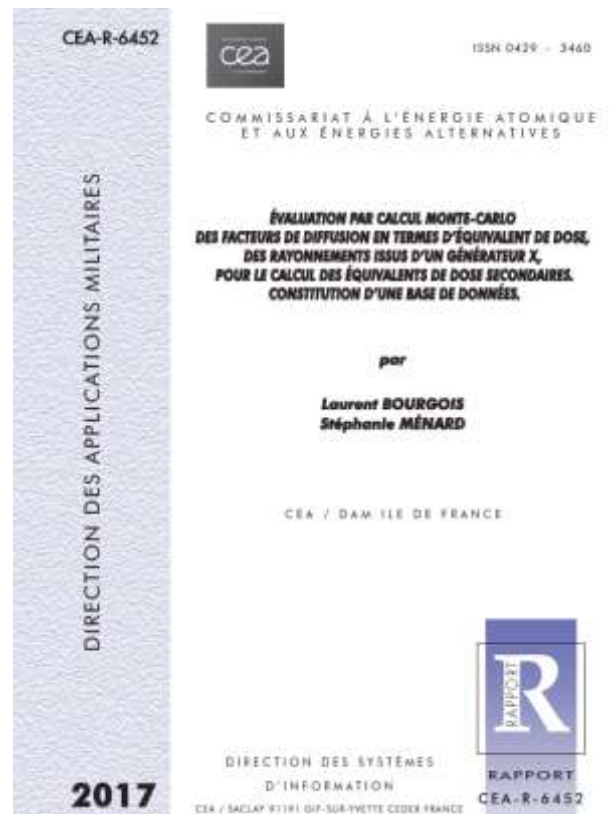 CEA-R-6452
cea
ISSN 0429 - 3460
COMMISSARIAT À L'ÉNERGIE ATOMIQUE
ET AUX ÉNERGIES ALTERNATIVES
DIRECTION DES APPLICATIONS MILITAIRES
ÉVALUATION PAR CALCUL MONTE-CARLO
DES FACTEURS DE DIFFUSION EN TERMES D'ÉQUIVALENT DE DOSE,
DES RAYONNEMENTS ISSUS D'UN GÉNÉRATEUR X,
POUR LE CALCUL DES ÉQUIVALENTS DE DOSE SECONDAIRES.
CONSTITUTION D'UNE BASE DE DONNÉES.
par
Laurent BOURGOIS
Stéphanie MÉNARD
CEA / DAM ILE DE FRANCE
R
RAPPORT
RAPPORT
CEA-R-6452
DIRECTION DES SYSTÈMES
D'INFORMATION
CEA / SACLAY 91191 GIF-SUR-YVETTE CEDEX FRANCE
2017